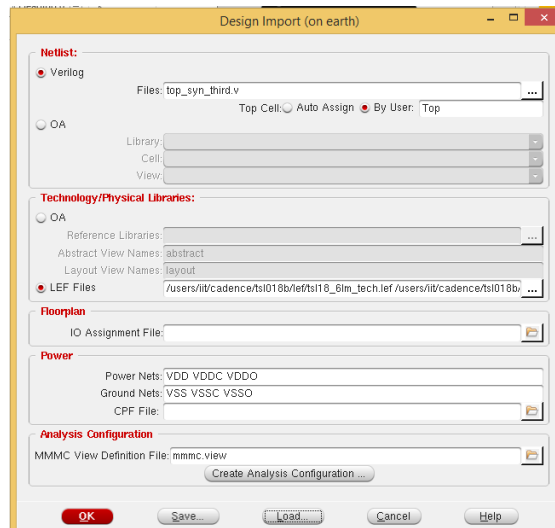 Design Import (on earth)
Netlist:
Verilog
Files: top_syn_third.v ...
Top Cell: Auto Assign By User: Top
OA
Library:
Cell:
View:
Technology/Physical Libraries:
OA
Reference Libraries: ...
Abstract View Names: abstract
Layout View Names: layout
LEF Files /users/iit/cadence/tsl018b/lef/tsl18_6lm_tech.lef /users/iit/cadence/tsl018b/ ...
Floorplan
IO Assignment File:
Power
Power Nets: VDD VDDC VDDO
Ground Nets: VSS VSSC VSSO
CPF File:
Analysis Configuration
MMMC View Definition File: mmmc.view
Create Analysis Configuration ...
OK Save... Load... Cancel Help